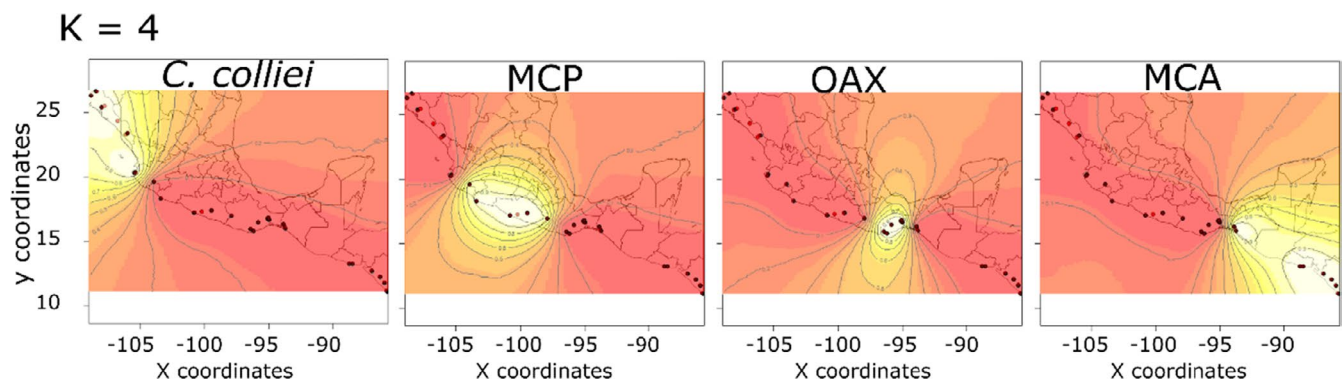 K = 4
C. colliei MCP OAX MCA
25
20
15
10
y coordinates
-105 -100 -95 -90 -105 -100 -95 -90 -105 -100 -95 -90 -105 -100 -95 -90
X coordinates X coordinates X coordinates X coordinates